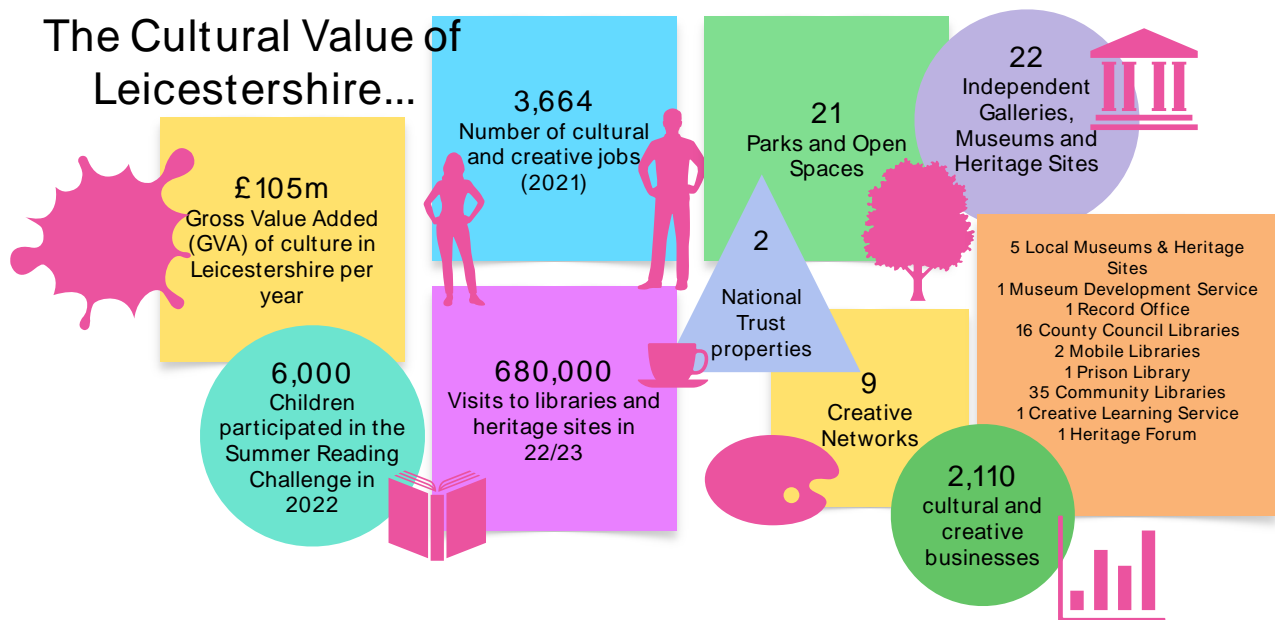 The Cultural Value of
Leicestershire...
£105m
Gross Value Added
(GVA) of culture in
Leicestershire per
year
3,664
Number of cultural
and creative jobs
(2021)
21
Parks and Open
Spaces
22
Independent
Galleries,
Museums and
Heritage Sites
2
National
Trust
properties
5 Local Museums & Heritage
Sites
1 Museum Development Service
1 Record Office
16 County Council Libraries
2 Mobile Libraries
1 Prison Library
35 Community Libraries
1 Creative Learning Service
1 Heritage Forum
6,000
Children
participated in the
Summer Reading
Challenge in
2022
680,000
Visits to libraries and
heritage sites in
22/23
9
Creative
Networks
2,110
cultural and
creative
businesses